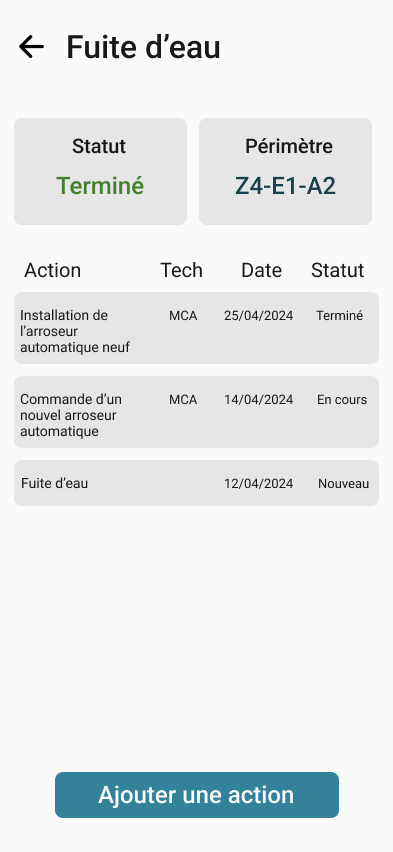 Fuite d’eau
Statut
Terminé
Périmètre
Z4-E1-A2
Action Tech Date Statut
Installation de MCA 25/04/2024 Terminé
l’arroseur
automatique neuf
Commande d’un MCA 14/04/2024 En cours
nouvel arroseur
automatique
Fuite d’eau 12/04/2024 Nouveau
Ajouter une action